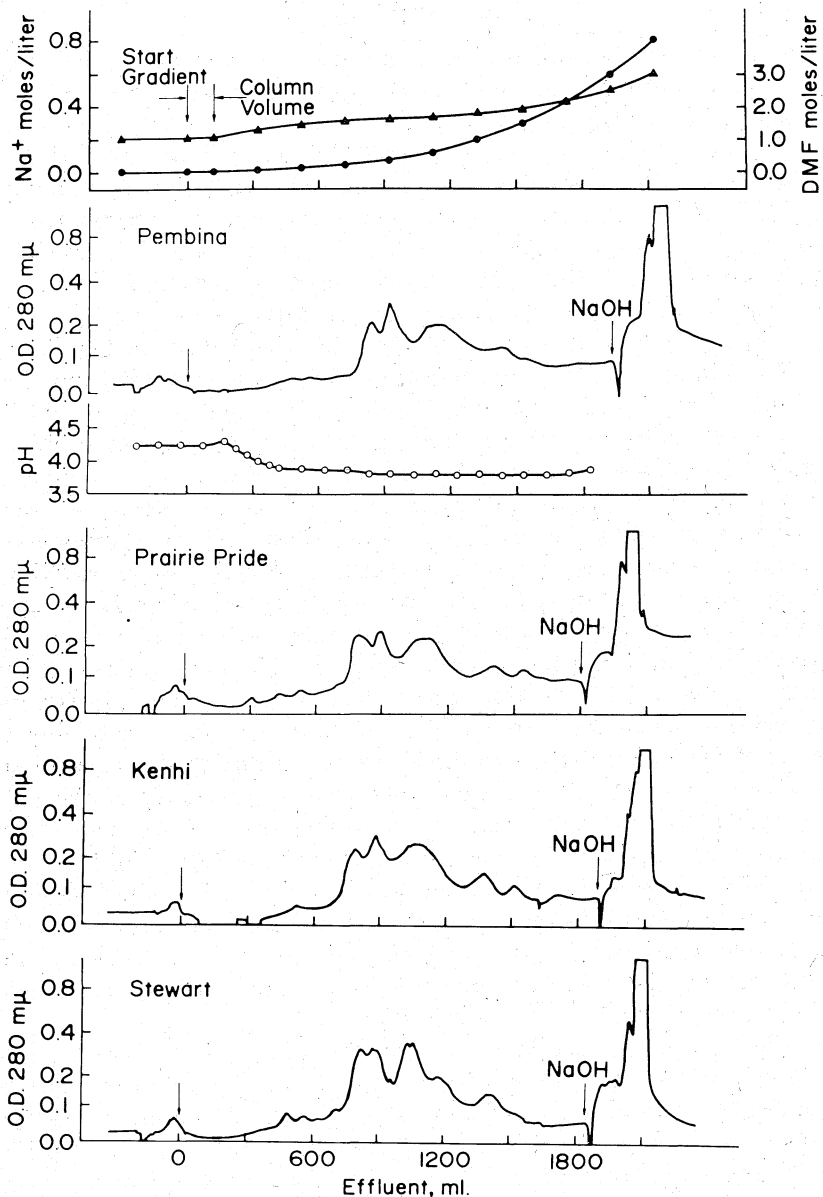 Na+ moles/liter
0.8
0.4
0.0
Start
Gradient
Column
Volume
3.0
2.0
1.0
0.0
DMF moles/liter
O.D. 280 mμ
0.8
0.4
0.2
0.1
0.0
Pembina
NaOH
pH
4.5
4.0
3.5
O.D. 280 mμ
0.8
0.4
0.2
0.1
0.0
Prairie Pride
NaOH
O.D. 280 mμ
0.8
0.4
0.2
0.1
0.0
Kenhi
NaOH
O.D. 280 mμ
0.8
0.4
0.2
0.1
0.0
Stewart
NaOH
0 600 1200 1800
Effluent, ml.